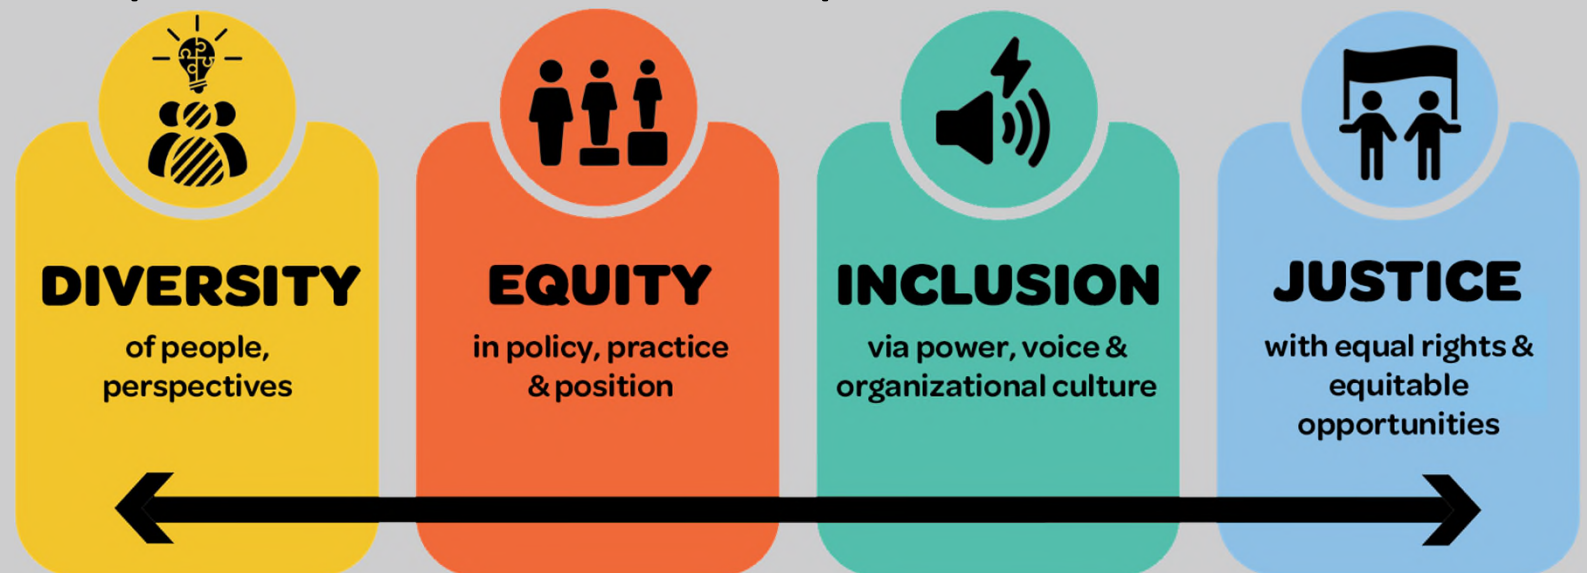 DIVERSITY
of people,
perspectives
EQUITY
in policy, practice
& position
INCLUSION
via power, voice &
organizational culture
JUSTICE
with equal rights &
equitable
opportunities